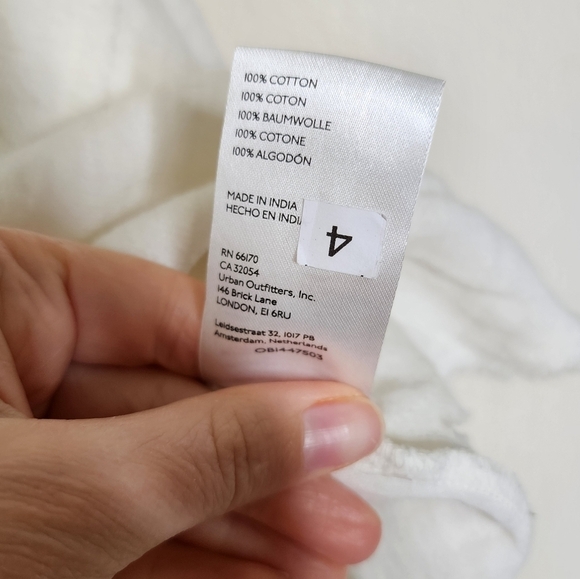 100% COTTON
100% COTON
100% BAUMWOLLE
100% COTONE
100% ALGODÓN
MADE IN INDIA
HECHO EN INDIA
4
RN 66170
CA 32054
Urban Outfitters, Inc.
146 Brick Lane
LONDON, E1 6RU
Leidsestraat 32, 1017 PB
Amsterdam, Netherlands
OB1447503